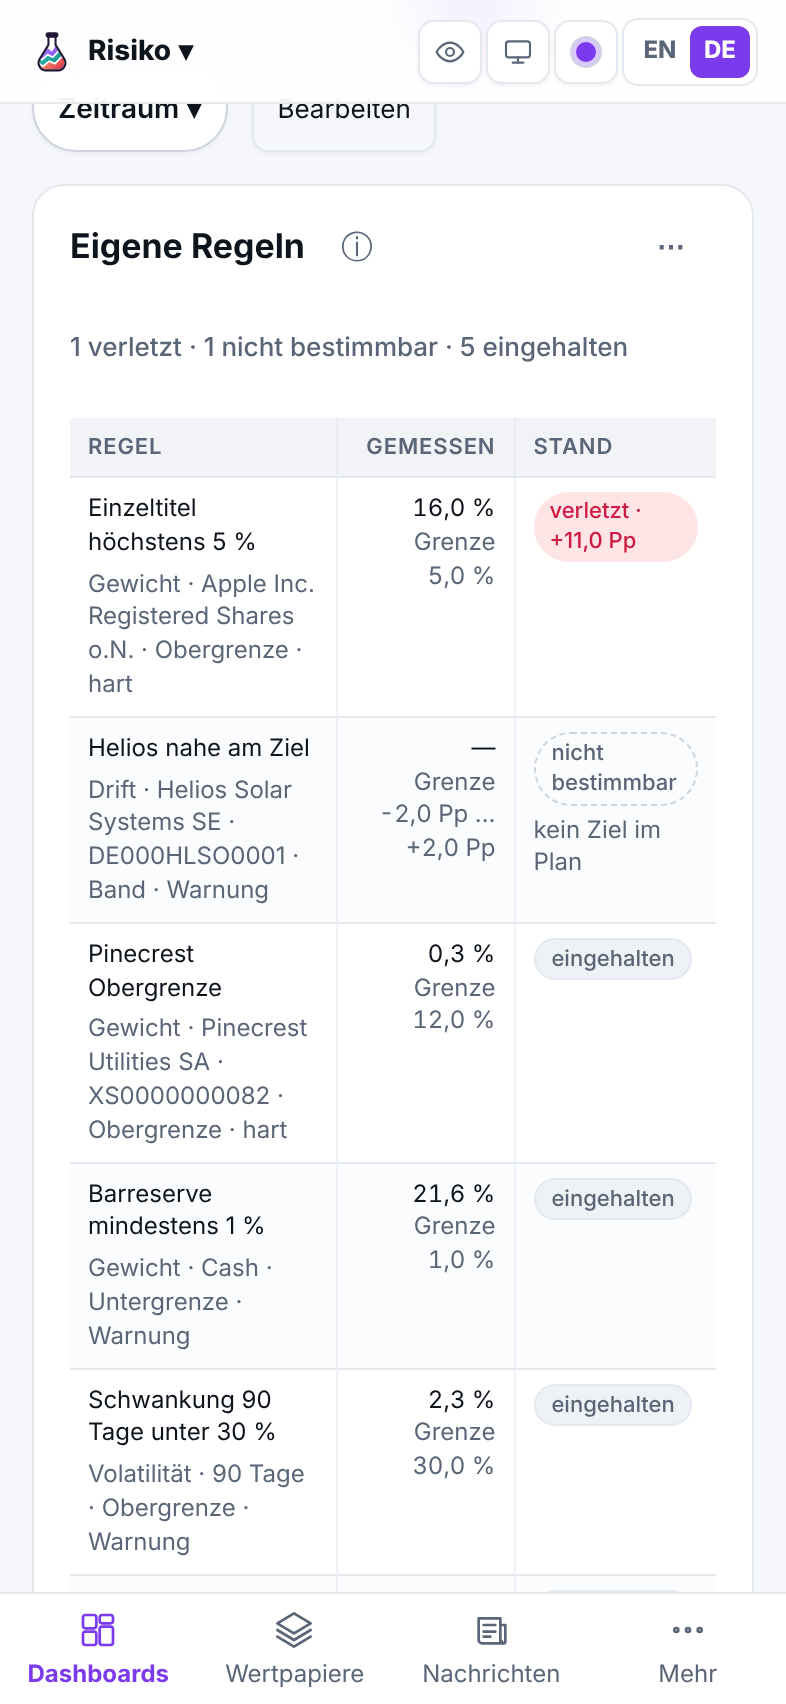 Risiko ▾
EN
DE
Zeitraum ▾
Bearbeiten
Eigene Regeln
1 verletzt · 1 nicht bestimmbar · 5 eingehalten
REGEL
GEMESSEN
STAND
Einzeltitel
höchstens 5 %
Gewicht · Apple Inc.
Registered Shares
o.N. · Obergrenze ·
hart
16,0 %
Grenze
5,0 %
verletzt ·
+11,0 Pp
Helios nahe am Ziel
Drift · Helios Solar
Systems SE ·
DE000HLSO0001 ·
Band · Warnung
—
Grenze
-2,0 Pp ...
+2,0 Pp
nicht
bestimmbar
kein Ziel im
Plan
Pinecrest
Obergrenze
Gewicht · Pinecrest
Utilities SA ·
XS0000000082 ·
Obergrenze · hart
0,3 %
Grenze
12,0 %
eingehalten
Barreserve
mindestens 1 %
Gewicht · Cash ·
Untergrenze ·
Warnung
21,6 %
Grenze
1,0 %
eingehalten
Schwankung 90
Tage unter 30 %
Volatilität · 90 Tage
· Obergrenze ·
Warnung
2,3 %
Grenze
30,0 %
eingehalten
Dashboards
Wertpapiere
Nachrichten
Mehr